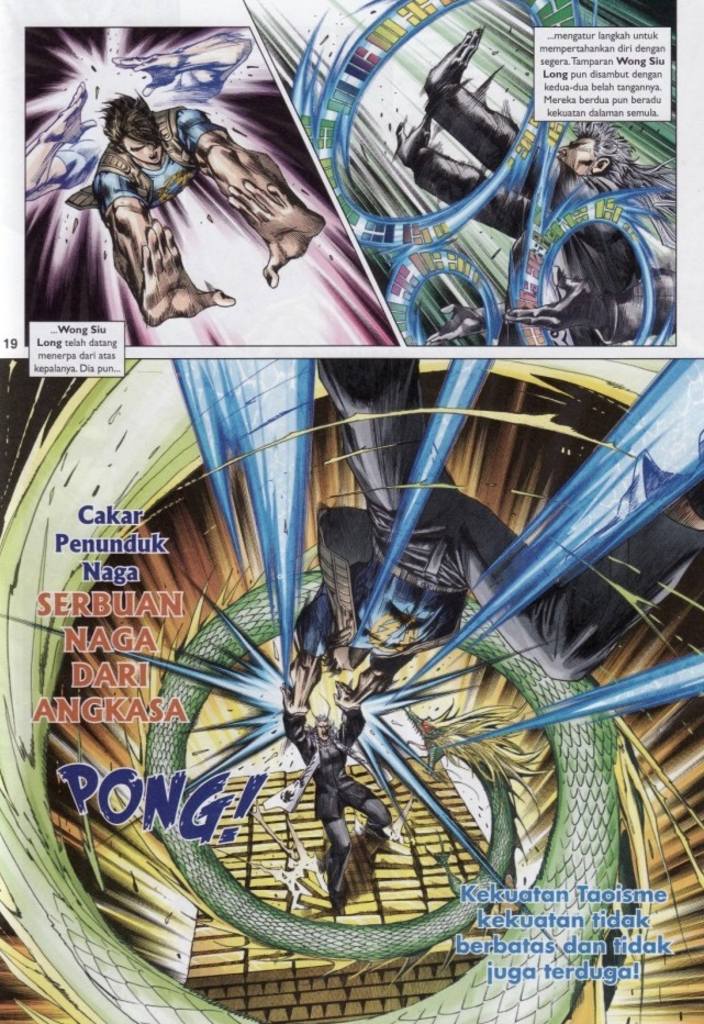 ...mengatur langkah untuk
mempertahankan diri dengan
segera. Tamparan Wong Siu
Long pun disambut dengan
kedua-dua belah tangannya.
Mereka berdua pun beradu
kekuatan dalaman semula.
19
...Wong Siu
Long telah datang
menerpa dari atas
kepalanya. Dia pun...
Cakar
Penunduk
Naga
SERBUAN
NAGA
DARI
ANGKASA
PONG!
Kekuatan Taoisme
kekuatan tidak
berbatas dan tidak
juga terduga!